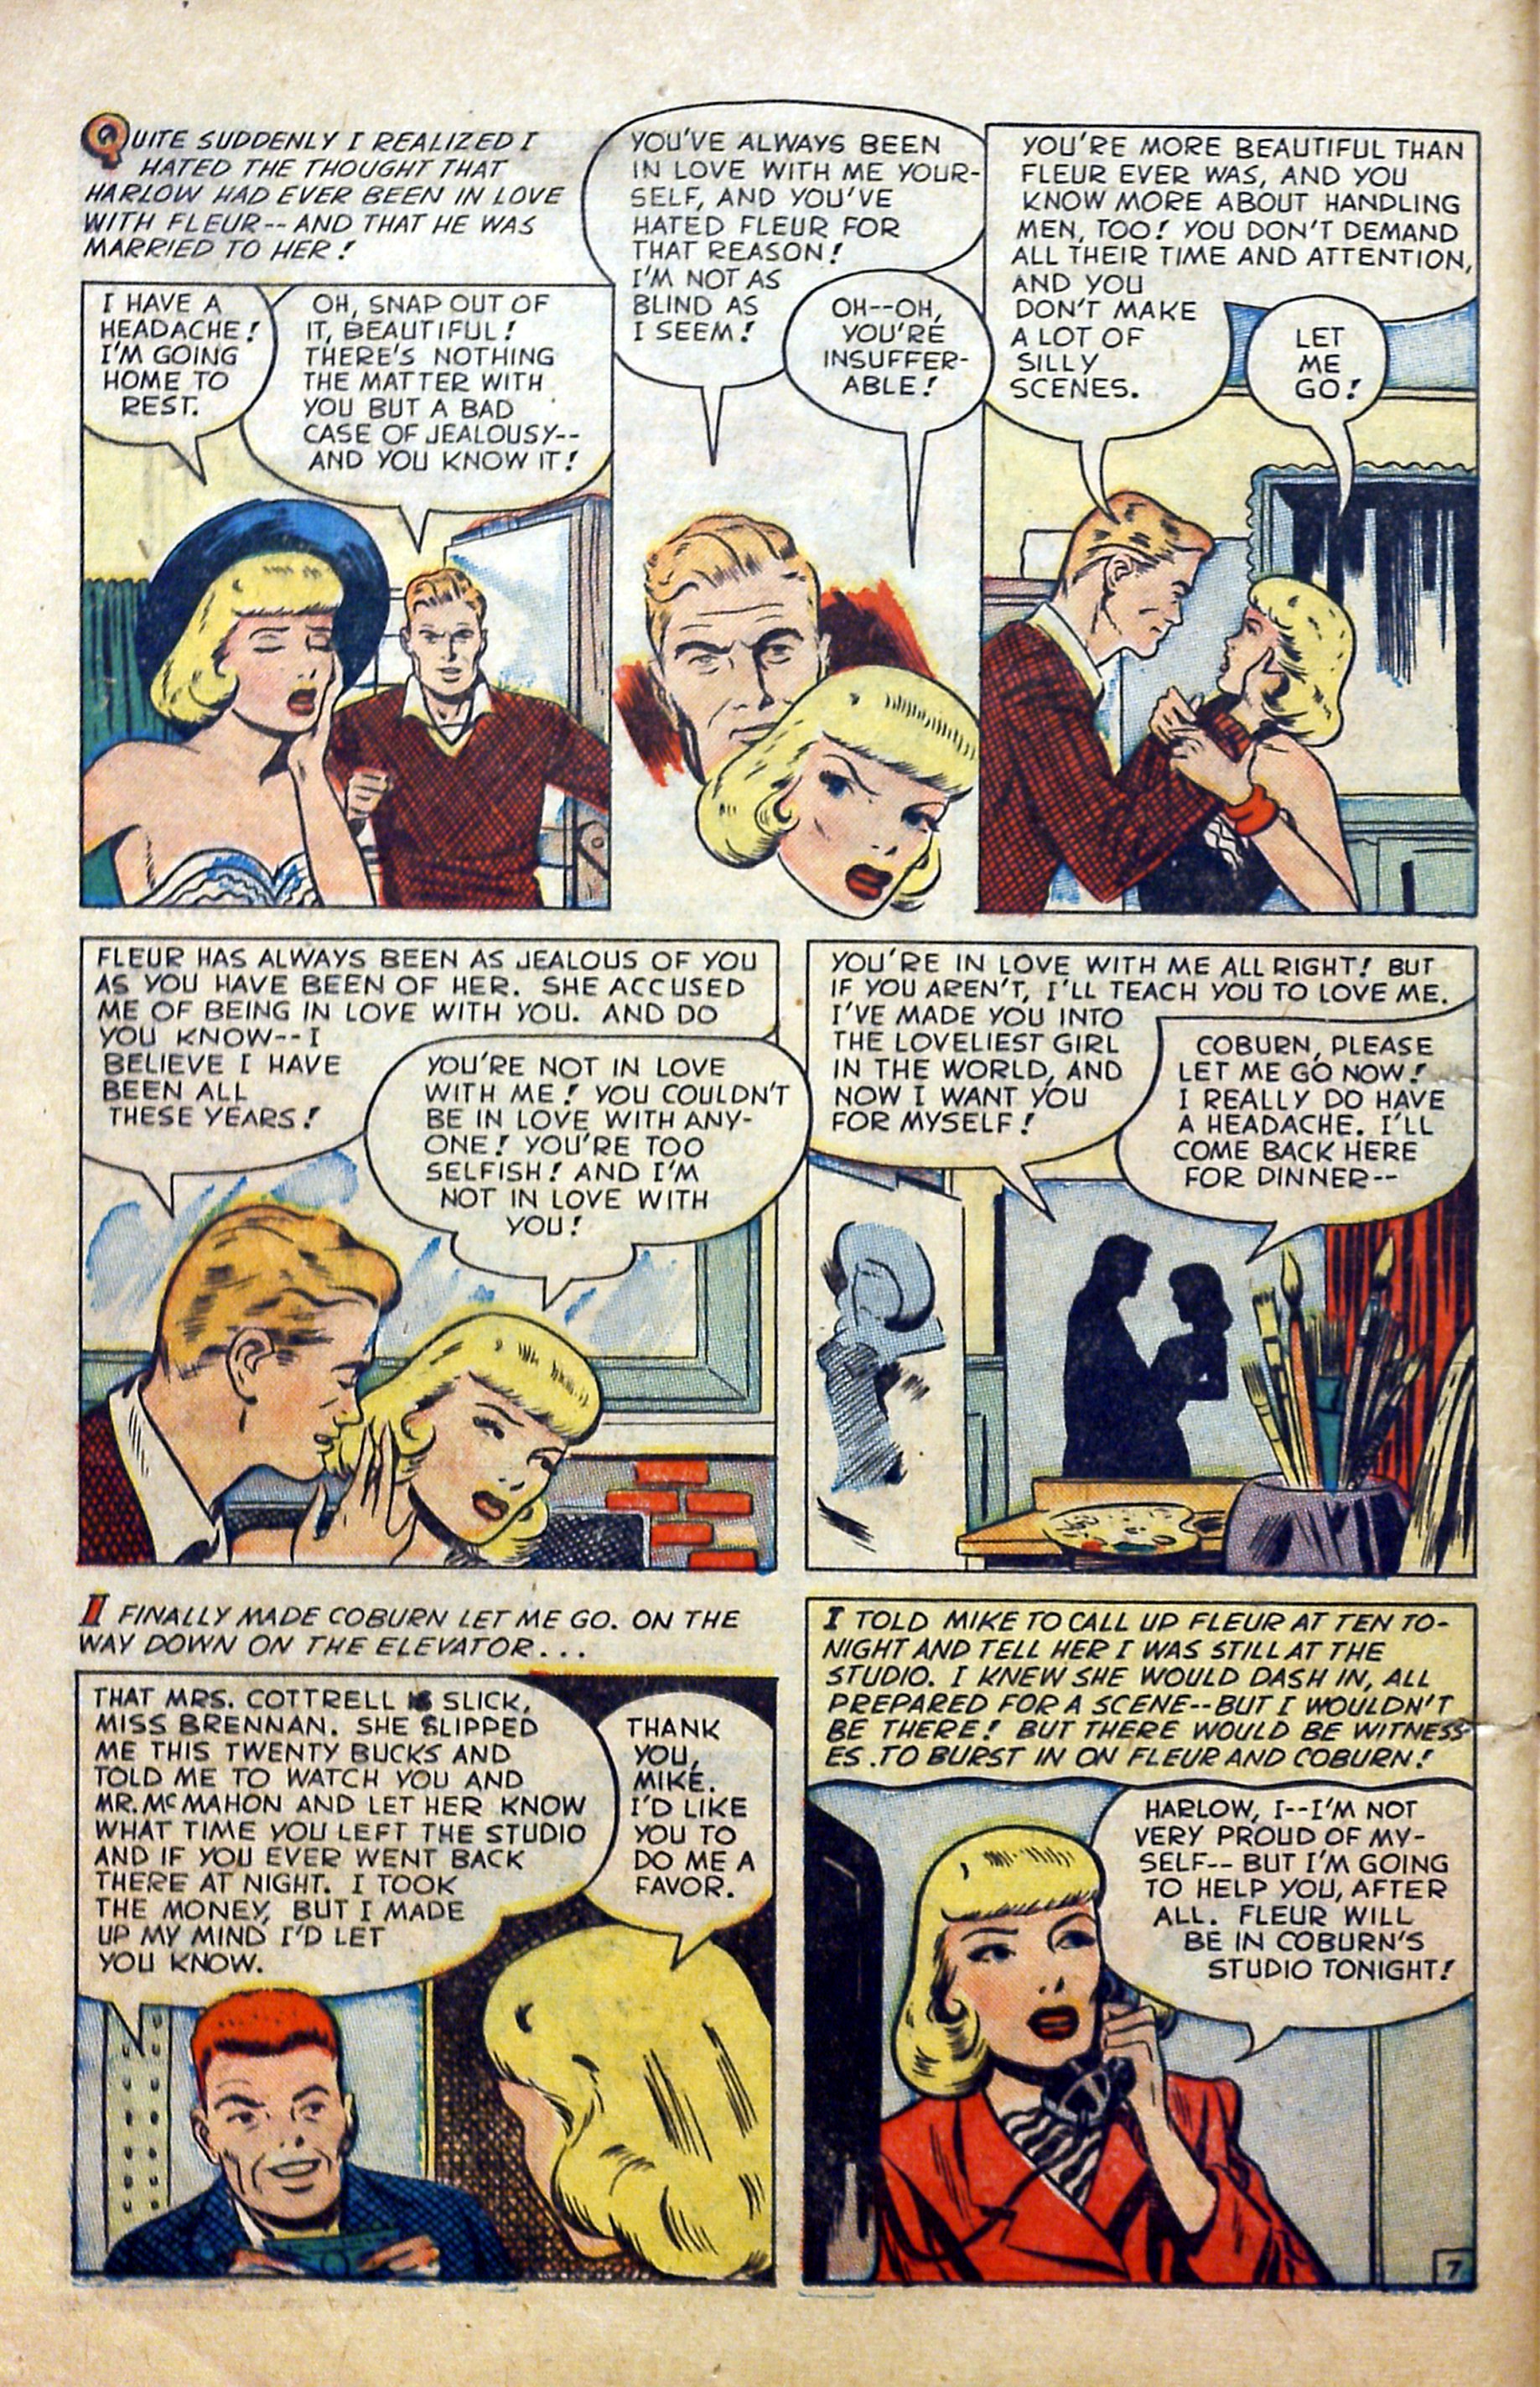 QUITE SUDDENLY I REALIZED I
HATED THE THOUGHT THAT
HARLOW HAD EVER BEEN IN LOVE
WITH FLEUR--AND THAT HE WAS
MARRIED TO HER!
I HAVE A
HEADACHE!
I'M GOING
HOME TO
REST.
OH, SNAP OUT OF
IT, BEAUTIFUL!
THERE'S NOTHING
THE MATTER WITH
YOU BUT A BAD
CASE OF JEALOUSY--
AND YOU KNOW IT!
YOU'VE ALWAYS BEEN
IN LOVE WITH ME YOUR-
SELF, AND YOU'VE
HATED FLEUR FOR
THAT REASON!
I'M NOT AS
BLIND AS
I SEEM!
OH--OH,
YOU'RE
INSUFFER-
ABLE!
YOU'RE MORE BEAUTIFUL THAN
FLEUR EVER WAS, AND YOU
KNOW MORE ABOUT HANDLING
MEN, TOO! YOU DON'T DEMAND
ALL THEIR TIME AND ATTENTION,
AND YOU
DON'T MAKE
A LOT OF
SILLY
SCENES.
LET
ME
GO!
FLEUR HAS ALWAYS BEEN AS JEALOUS OF YOU
AS YOU HAVE BEEN OF HER. SHE ACCUSED
ME OF BEING IN LOVE WITH YOU. AND DO
YOU KNOW--I
BELIEVE I HAVE
BEEN ALL
THESE YEARS!
YOU'RE NOT IN LOVE
WITH ME! YOU COULDN'T
BE IN LOVE WITH ANY-
ONE! YOU'RE TOO
SELFISH! AND I'M
NOT IN LOVE WITH
YOU!
YOU'RE IN LOVE WITH ME ALL RIGHT! BUT
IF YOU AREN'T, I'LL TEACH YOU TO LOVE ME.
I'VE MADE YOU INTO
THE LOVELIEST GIRL
IN THE WORLD, AND
NOW I WANT YOU
FOR MYSELF!
COBURN, PLEASE
LET ME GO NOW!
I REALLY DO HAVE
A HEADACHE. I'LL
COME BACK HERE
FOR DINNER--
I FINALLY MADE COBURN LET ME GO. ON THE
WAY DOWN ON THE ELEVATOR...
THAT MRS. COTTRELL IS SLICK,
MISS BRENNAN. SHE SLIPPED
ME THIS TWENTY BUCKS AND
TOLD ME TO WATCH YOU AND
MR. McMAHON AND LET HER KNOW
WHAT TIME YOU LEFT THE STUDIO
AND IF YOU EVER WENT BACK
THERE AT NIGHT. I TOOK
THE MONEY, BUT I MADE
UP MY MIND I'D LET
YOU KNOW.
THANK
YOU,
MIKE.
I'D LIKE
YOU TO
DO ME A
FAVOR.
I TOLD MIKE TO CALL UP FLEUR AT TEN TO-
NIGHT AND TELL HER I WAS STILL AT THE
STUDIO. I KNEW SHE WOULD DASH IN, ALL
PREPARED FOR A SCENE--BUT I WOULDN'T
BE THERE! BUT THERE WOULD BE WITNESS-
ES TO BURST IN ON FLEUR AND COBURN!
HARLOW, I--I'M NOT
VERY PROUD OF MY-
SELF--BUT I'M GOING
TO HELP YOU, AFTER
ALL. FLEUR WILL
BE IN COBURN'S
STUDIO TONIGHT!
7